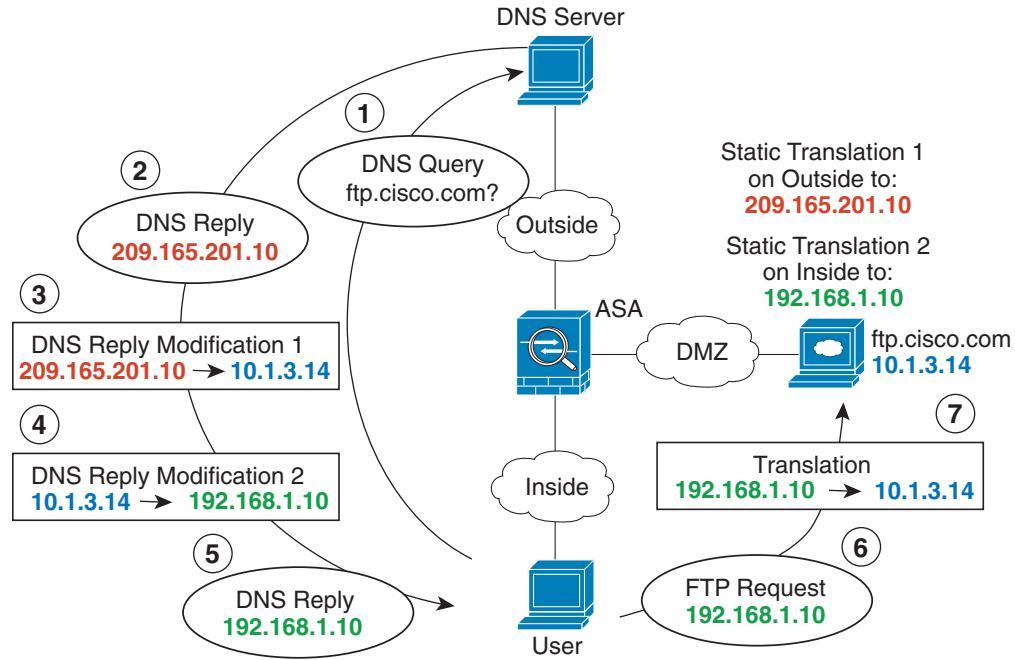 DNS Server
1
DNS Query
ftp.cisco.com?
2
DNS Reply
209.165.201.10
Outside
Static Translation 1
on Outside to:
209.165.201.10
Static Translation 2
on Inside to:
192.168.1.10
3
DNS Reply Modification 1
209.165.201.10 → 10.1.3.14
ASA
DMZ
ftp.cisco.com
10.1.3.14
4
DNS Reply Modification 2
10.1.3.14 → 192.168.1.10
7
Translation
192.168.1.10 → 10.1.3.14
Inside
5
DNS Reply
192.168.1.10
6
FTP Request
192.168.1.10
User